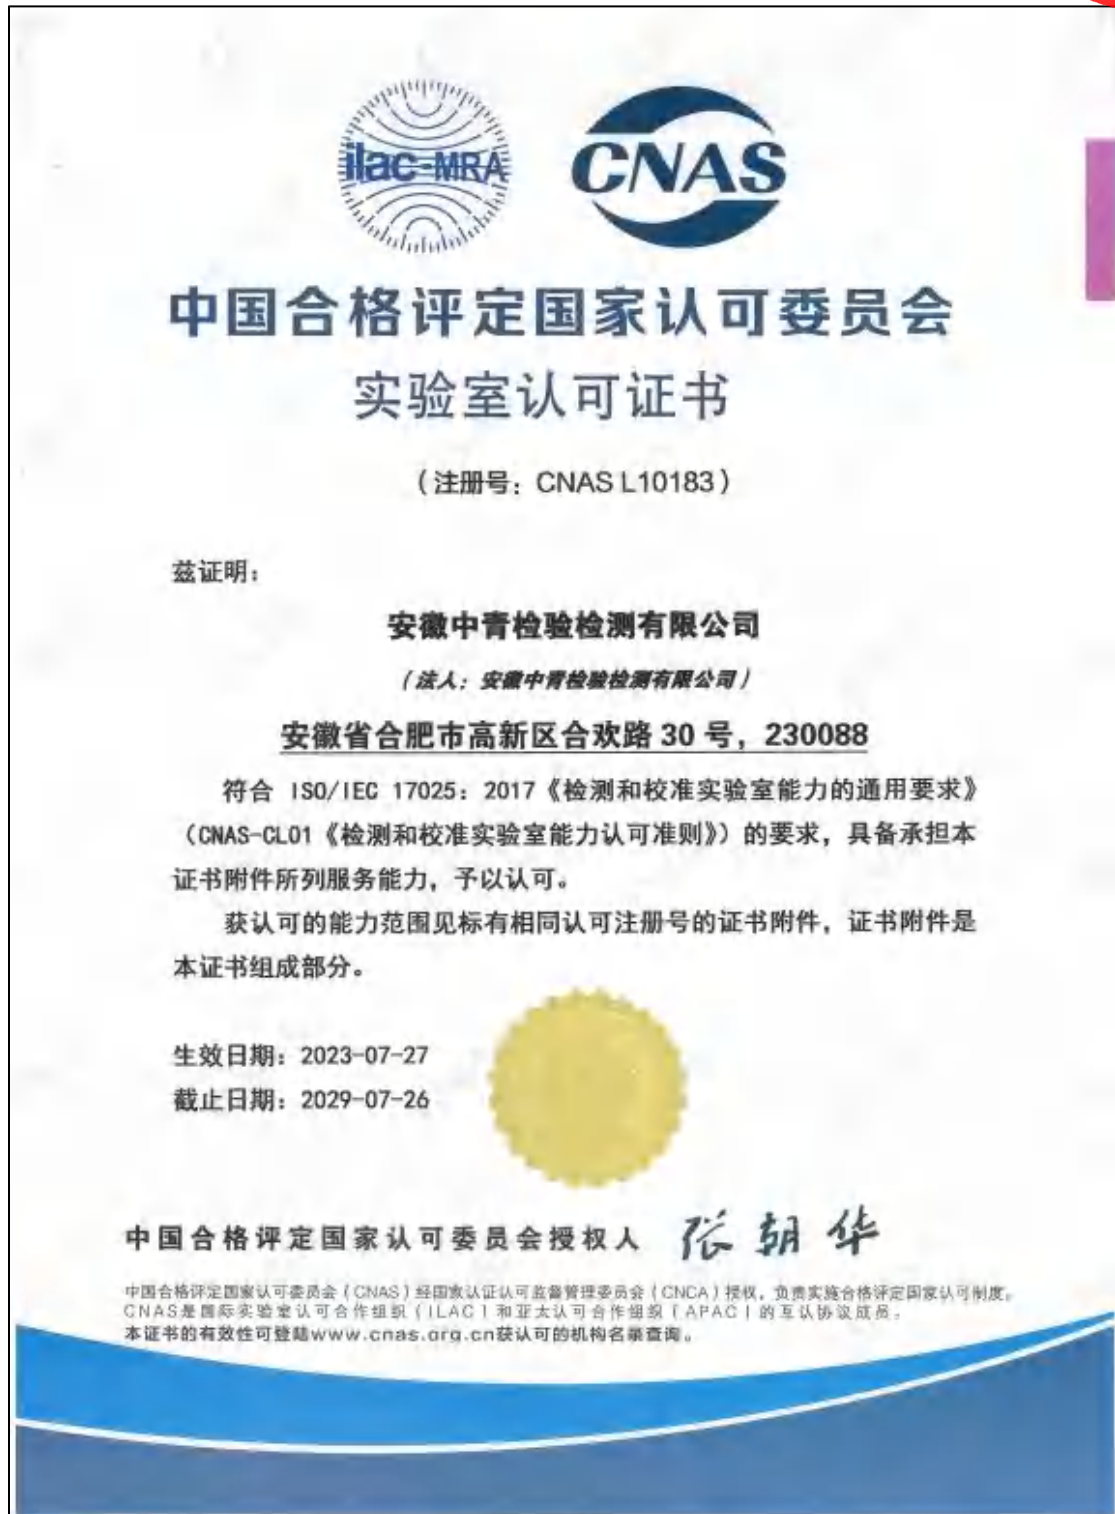 ilac-MRA
CNAS
中国合格评定国家认可委员会
实验室认可证书
（注册号：CNAS L10183）
兹证明：
安徽中青检验检测有限公司
（法人：安徽中青检验检测有限公司）
安徽省合肥市高新区合欢路 30 号，230088
符合 ISO/IEC 17025：2017《检测和校准实验室能力的通用要求》
（CNAS-CL01《检测和校准实验室能力认可准则》）的要求，具备承担本
证书附件所列服务能力，予以认可。
获认可的能力范围见标有相同认可注册号的证书附件，证书附件是
本证书组成部分。
生效日期：2023-07-27
截止日期：2029-07-26
中国合格评定国家认可委员会授权人 张朝华
中国合格评定国家认可委员会（CNAS）经国家认证认可监督管理委员会（CNCA）授权，负责实施合格评定国家认可制度。
CNAS是国际实验室认可合作组织（ILAC）和亚太认可合作组织（APAC）的互认协议成员。
本证书的有效性可登陆www.cnas.org.cn获认可的机构名录查询。